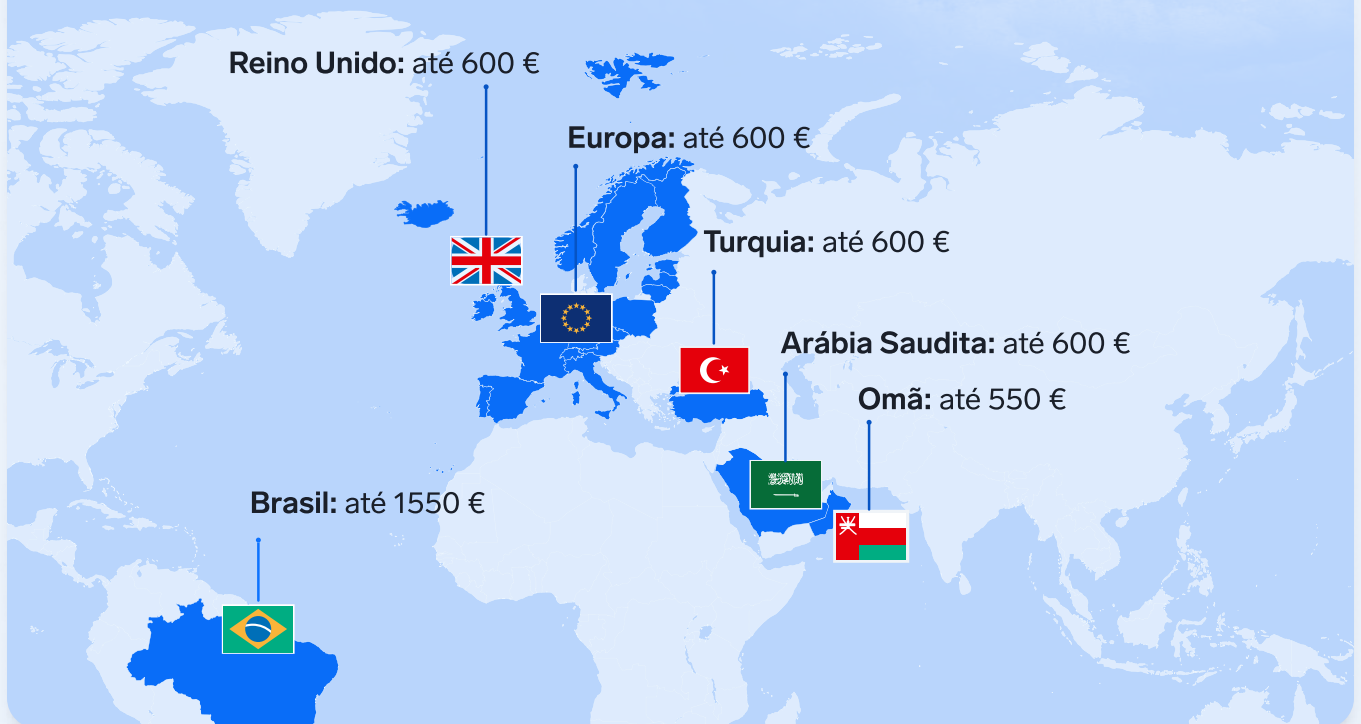 Reino Unido: até 600 €
Europa: até 600 €
Turquia: até 600 €
Arábia Saudita: até 600 €
Omã: até 550 €
Brasil: até 1550 €